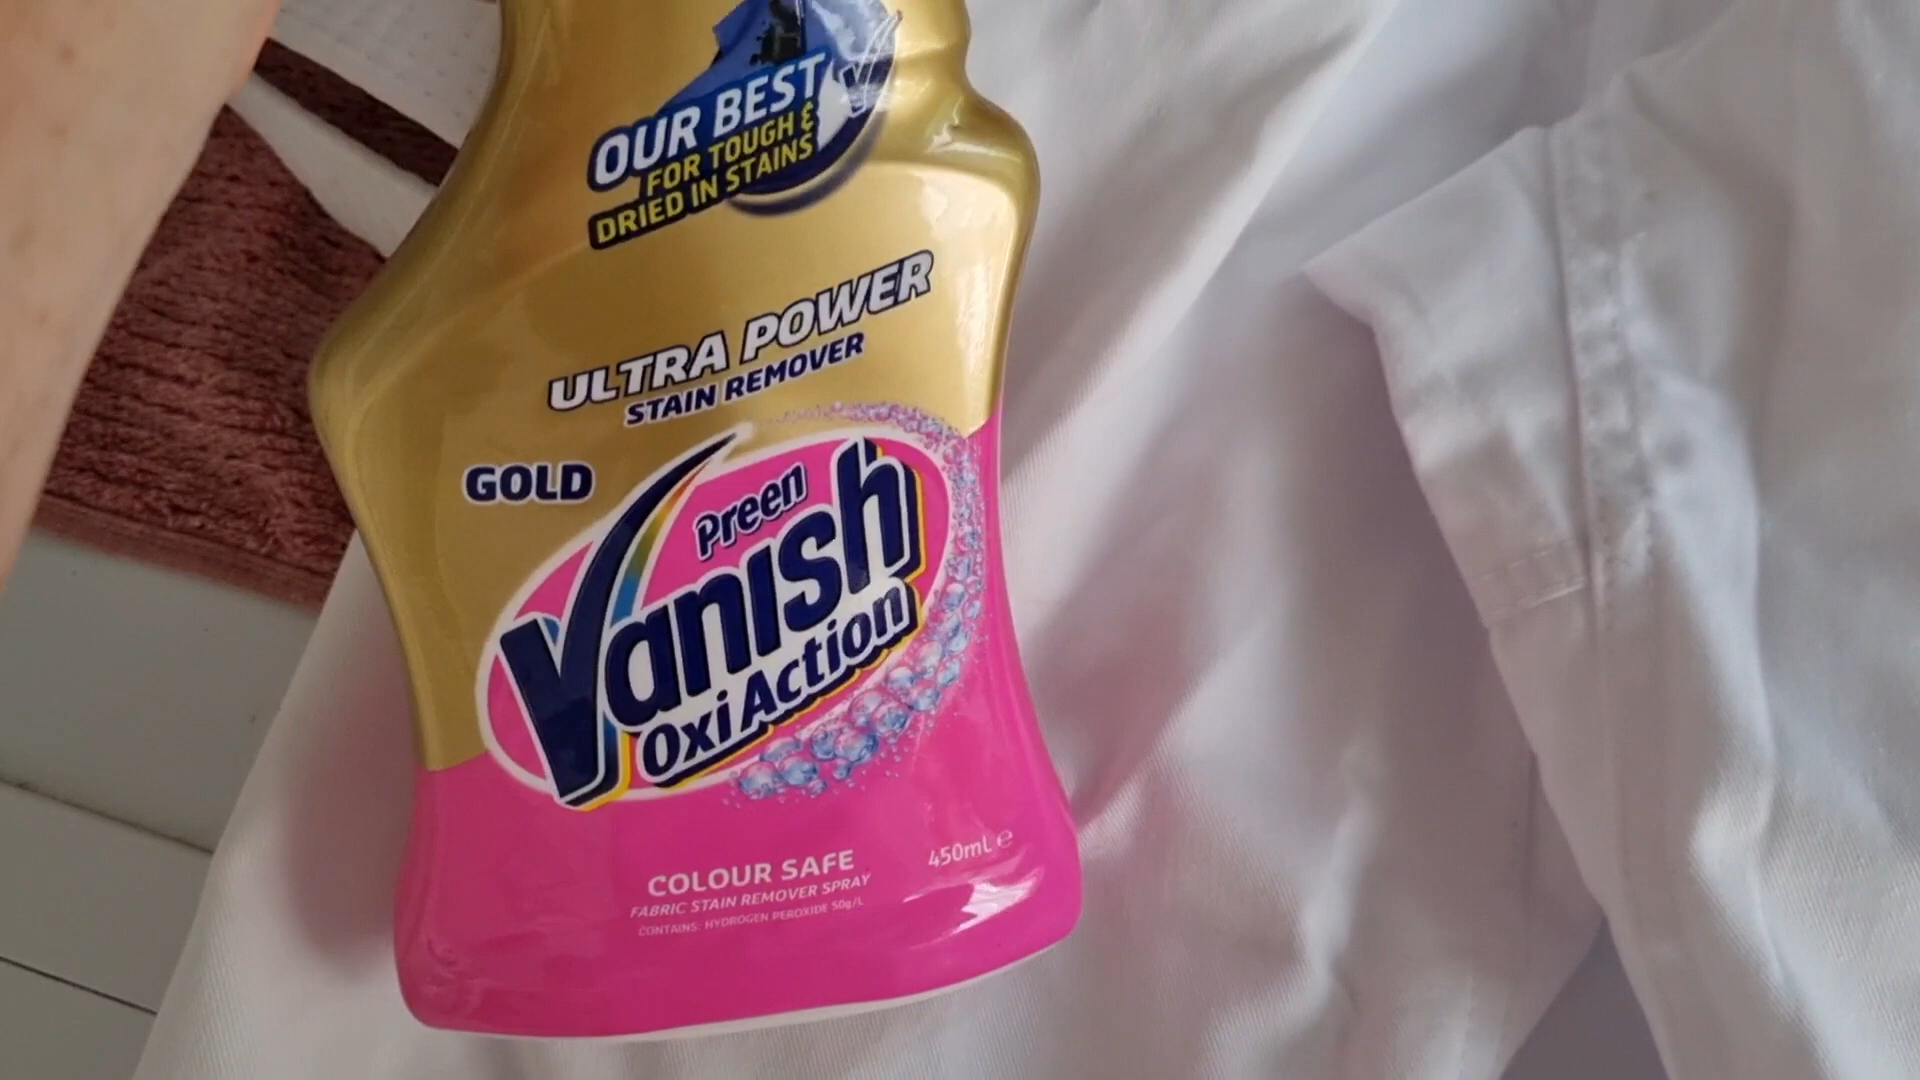 OUR BEST
FOR TOUGH &
DRIED IN STAINS
ULTRA POWER
STAIN REMOVER
GOLD
Preen
Vanish
Oxi Action
COLOUR SAFE
450mL ℮
FABRIC STAIN REMOVER SPRAY
CONTAINS: HYDROGEN PEROXIDE 50g/L